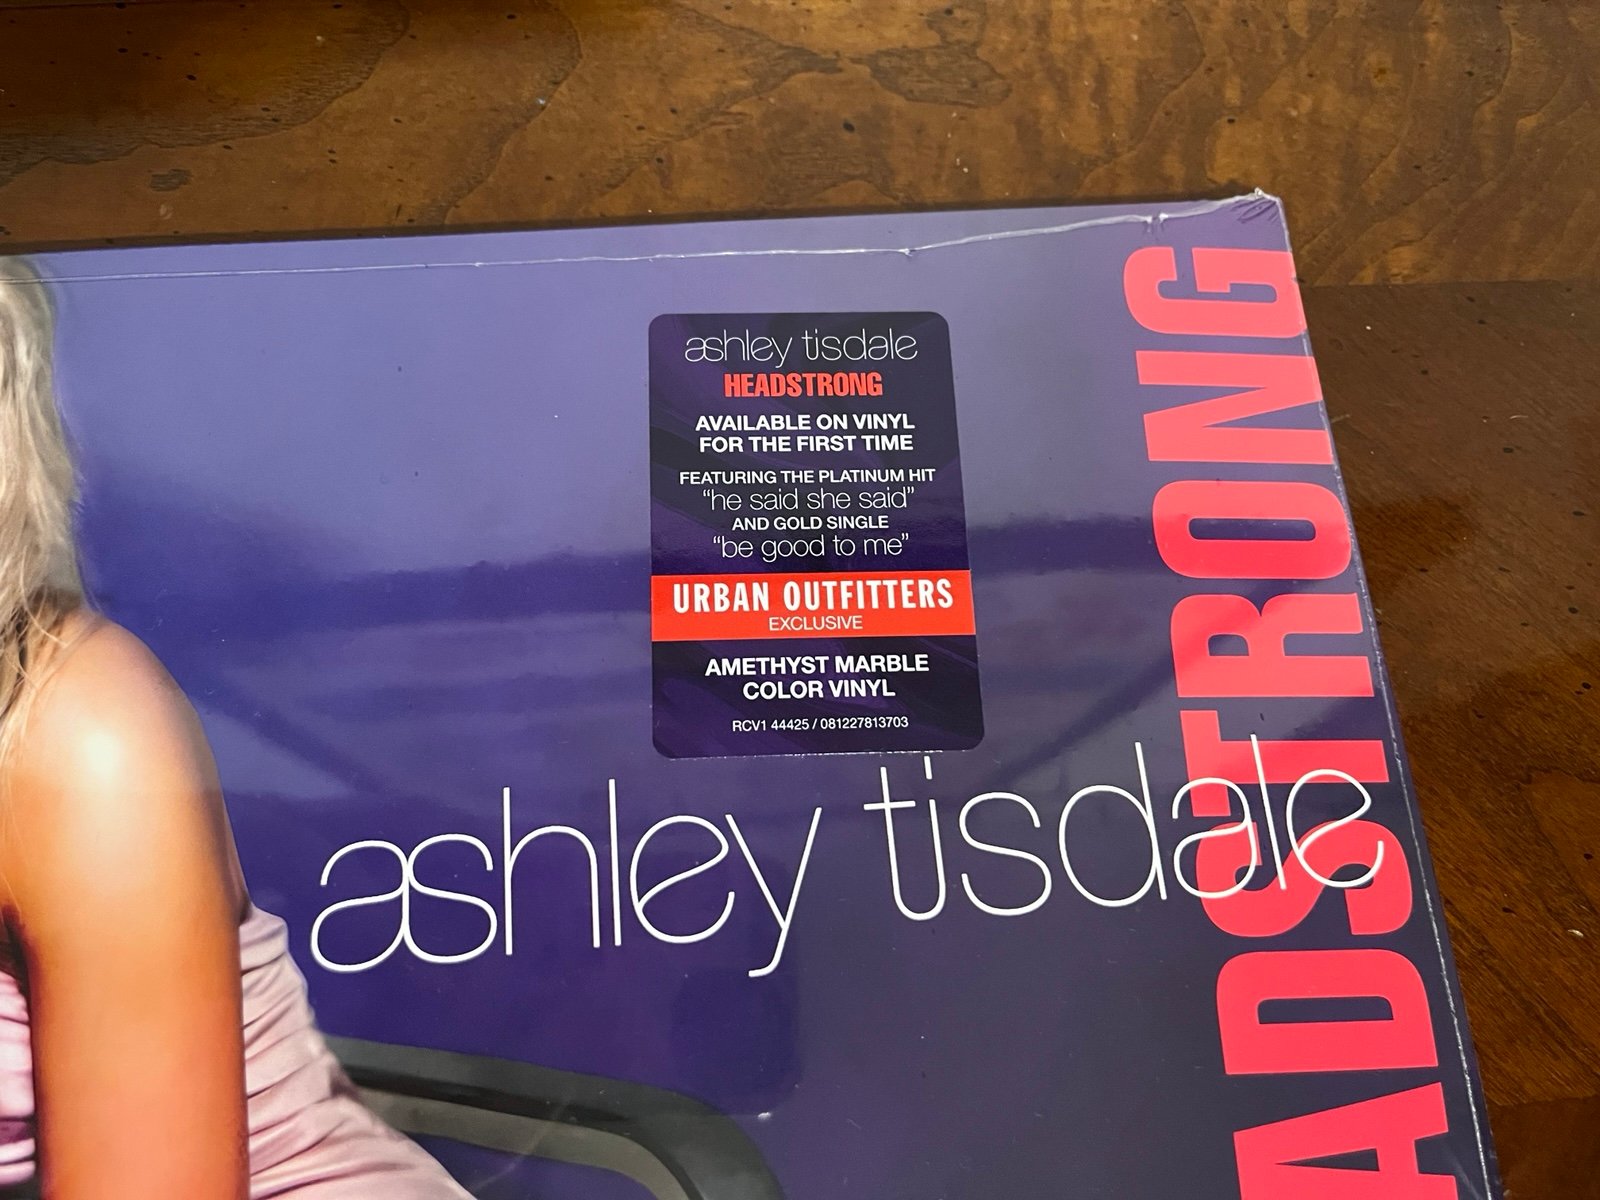 ashley tisdale
HEADSTRONG
AVAILABLE ON VINYL
FOR THE FIRST TIME
FEATURING THE PLATINUM HIT
“he said she said”
AND GOLD SINGLE
“be good to me”
URBAN OUTFITTERS
EXCLUSIVE
AMETHYST MARBLE
COLOR VINYL
RCV1 44425 / 081227813703
ashley tisdale
ADSTRONG